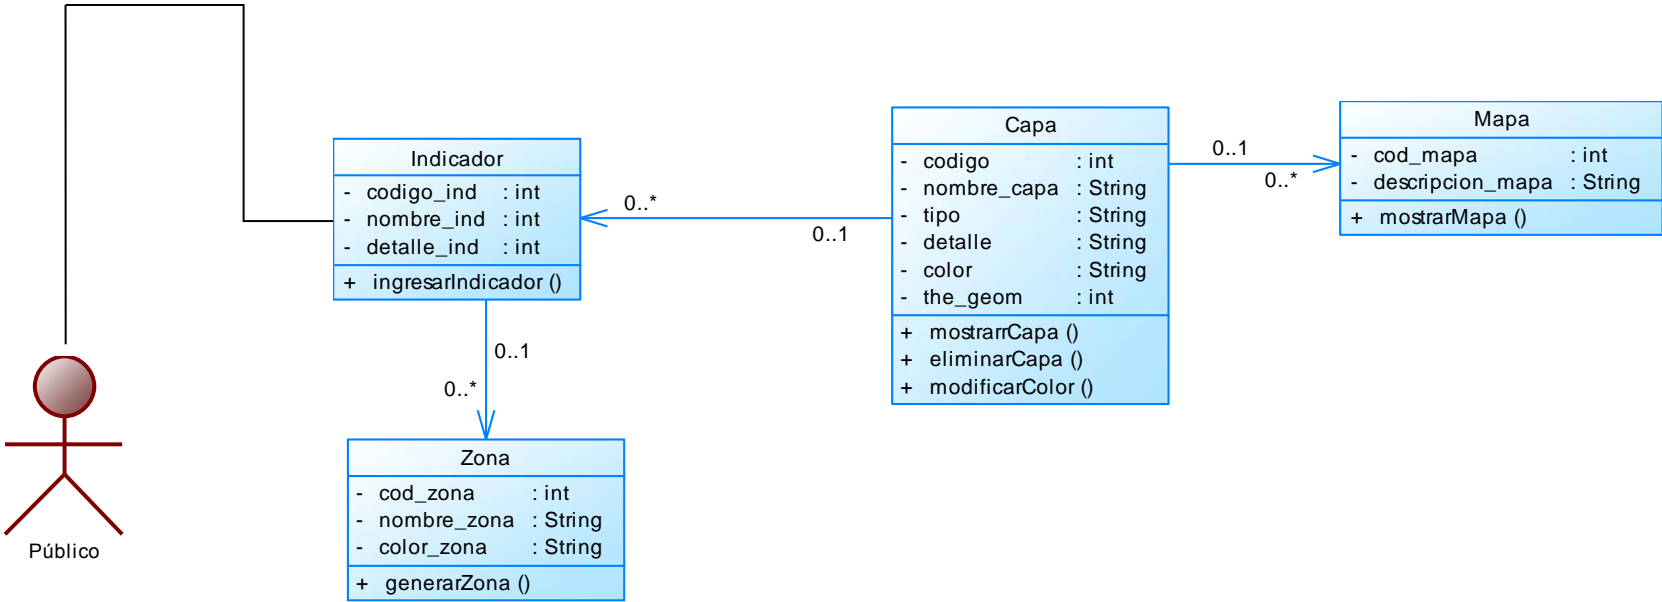 Indicador
- codigo_ind : int
- nombre_ind : int
- detalle_ind : int
+ ingresarIndicador ()
0..*
0..1
Capa
- codigo : int
- nombre_capa : String
- tipo : String
- detalle : String
- color : String
- the_geom : int
+ mostrarrCapa ()
+ eliminarCapa ()
+ modificarColor ()
0..1
0..*
Mapa
- cod_mapa : int
- descripcion_mapa : String
+ mostrarMapa ()
0..1
0..*
Zona
- cod_zona : int
- nombre_zona : String
- color_zona : String
+ generarZona ()
Público